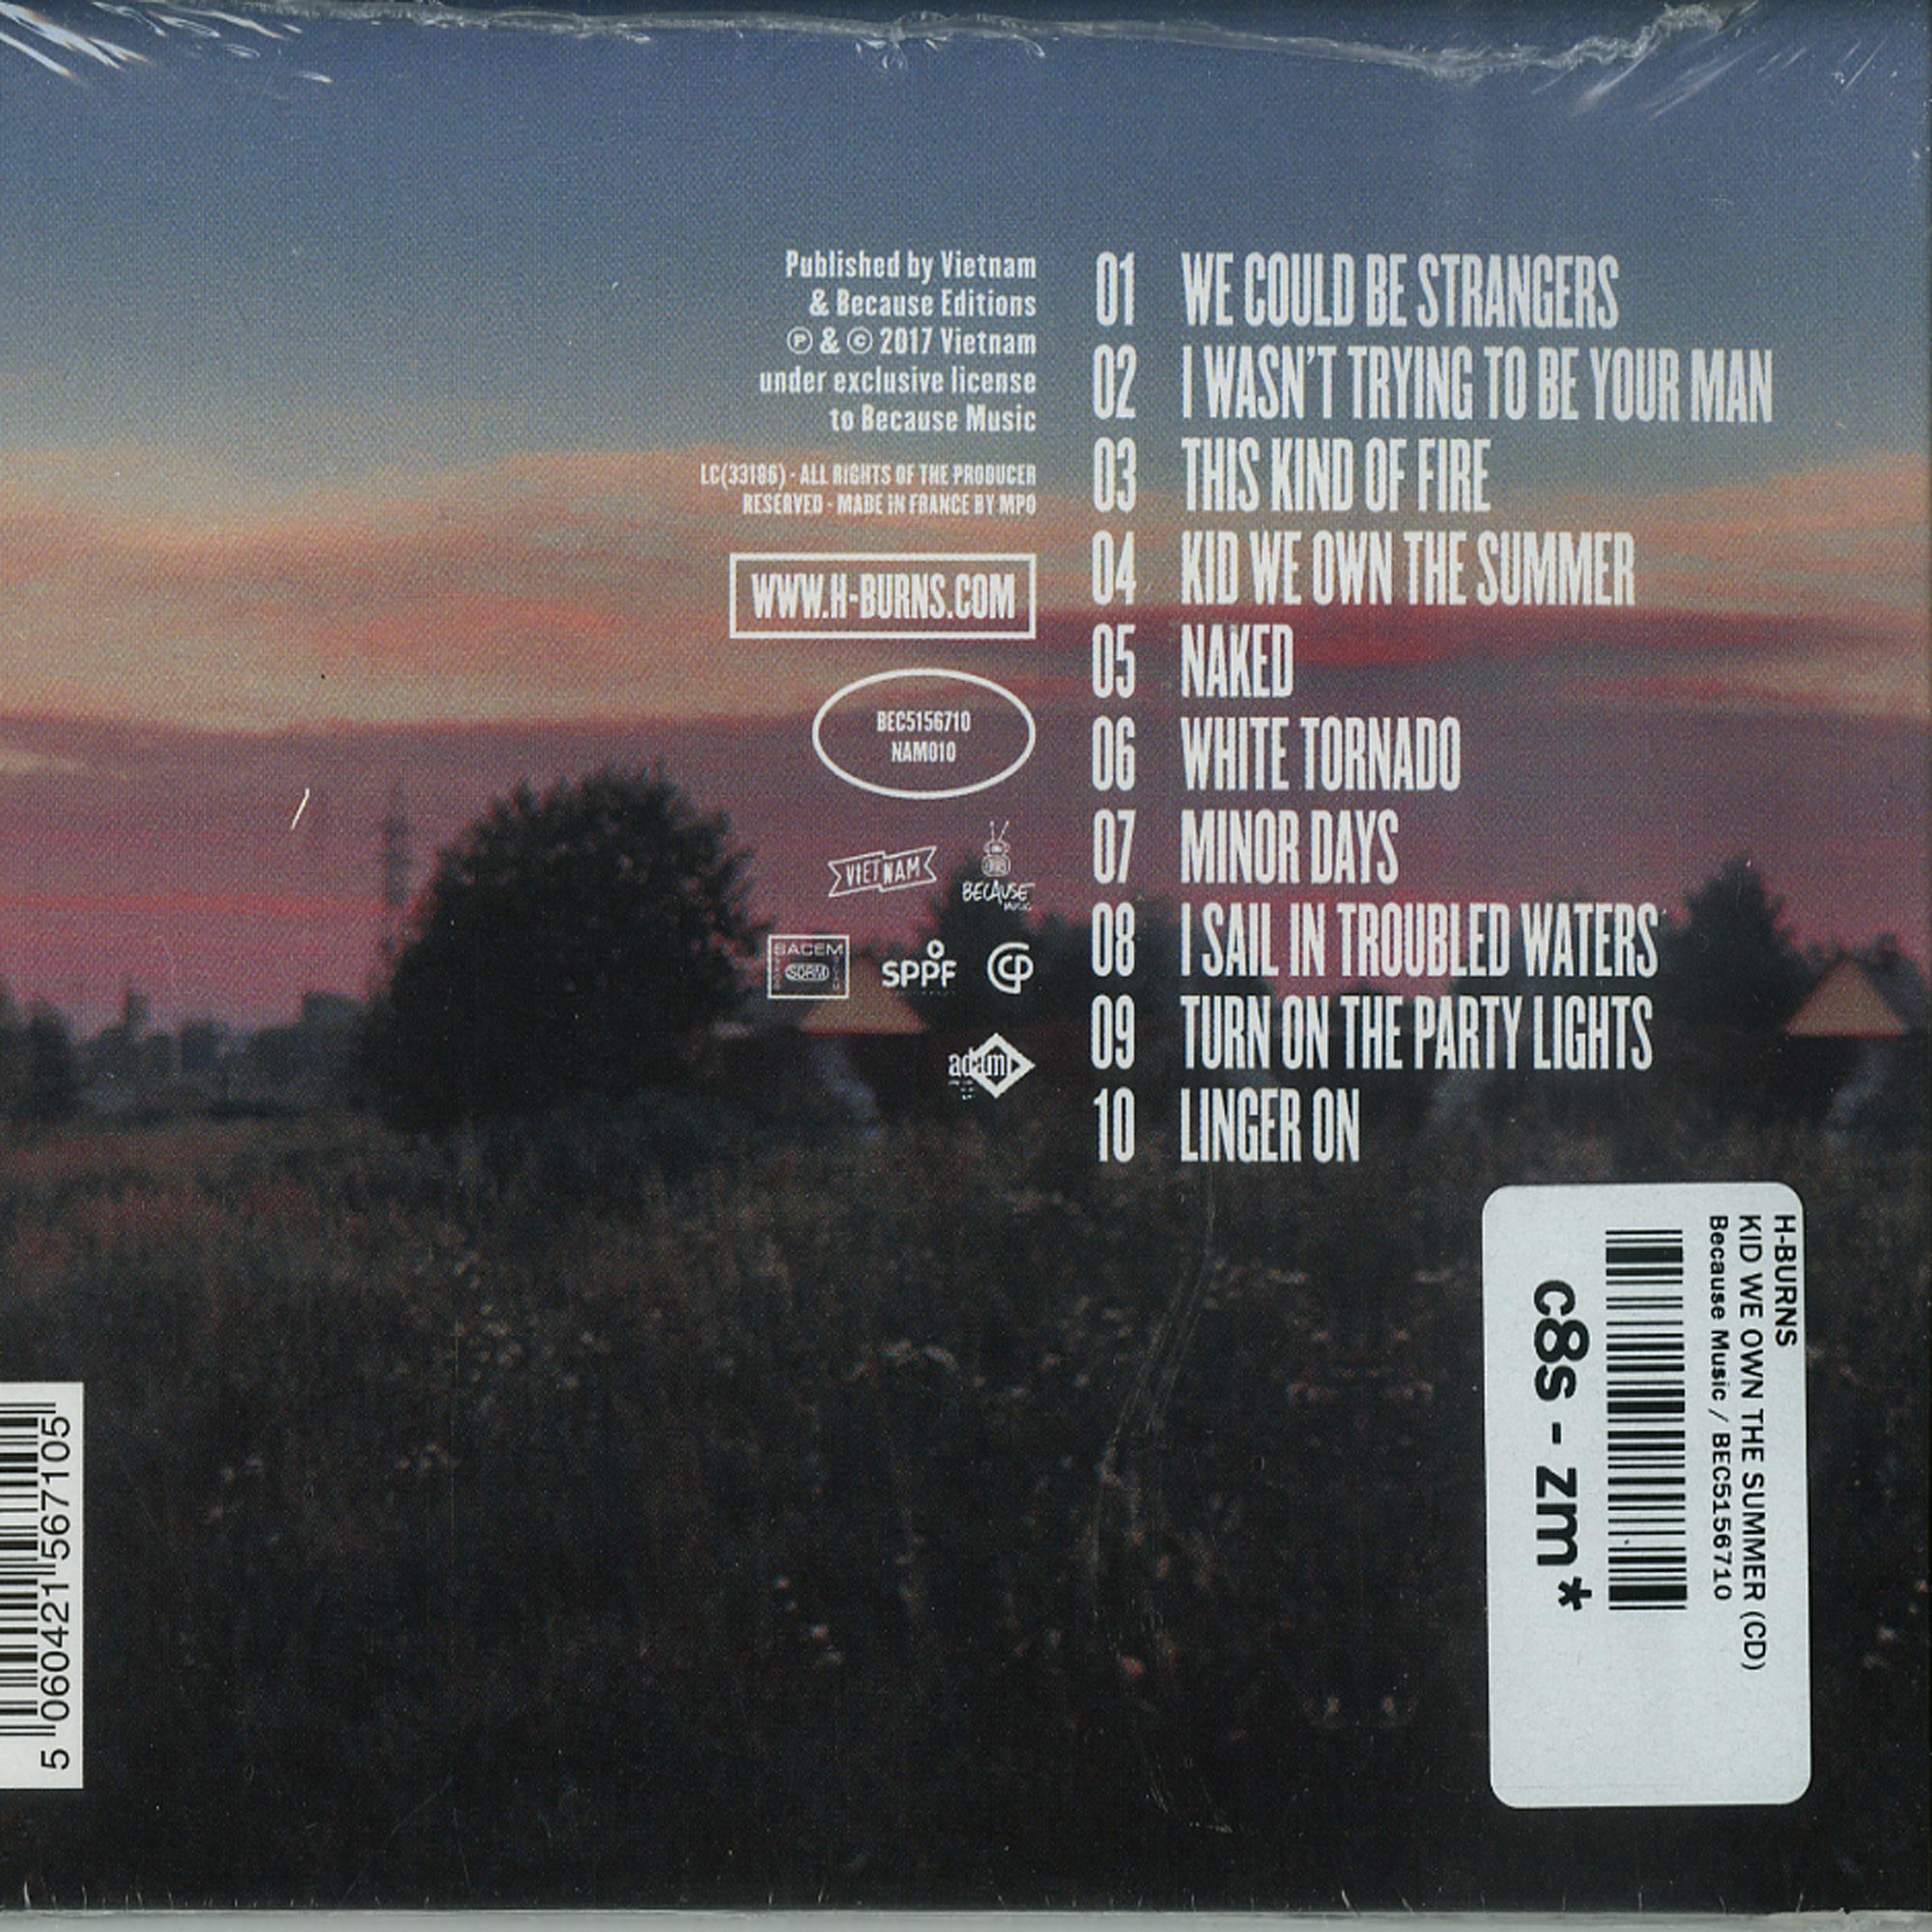 Published by Vietnam
& Because Editions
℗ & © 2017 Vietnam
under exclusive license
to Because Music
LC(33186) - ALL RIGHTS OF THE PRODUCER
RESERVED - MADE IN FRANCE BY MPO
WWW.H-BURNS.COM
BEC5156710
NAM010
VIETNAM
BECAUSE
MUSIC
SACEM
SDRM
SPPF
adami
01 WE COULD BE STRANGERS
02 I WASN'T TRYING TO BE YOUR MAN
03 THIS KIND OF FIRE
04 KID WE OWN THE SUMMER
05 NAKED
06 WHITE TORNADO
07 MINOR DAYS
08 I SAIL IN TROUBLED WATERS
09 TURN ON THE PARTY LIGHTS
10 LINGER ON
H-BURNS
KID WE OWN THE SUMMER (CD)
Because Music / BEC5156710
c8s - zm*
5 060421 567105